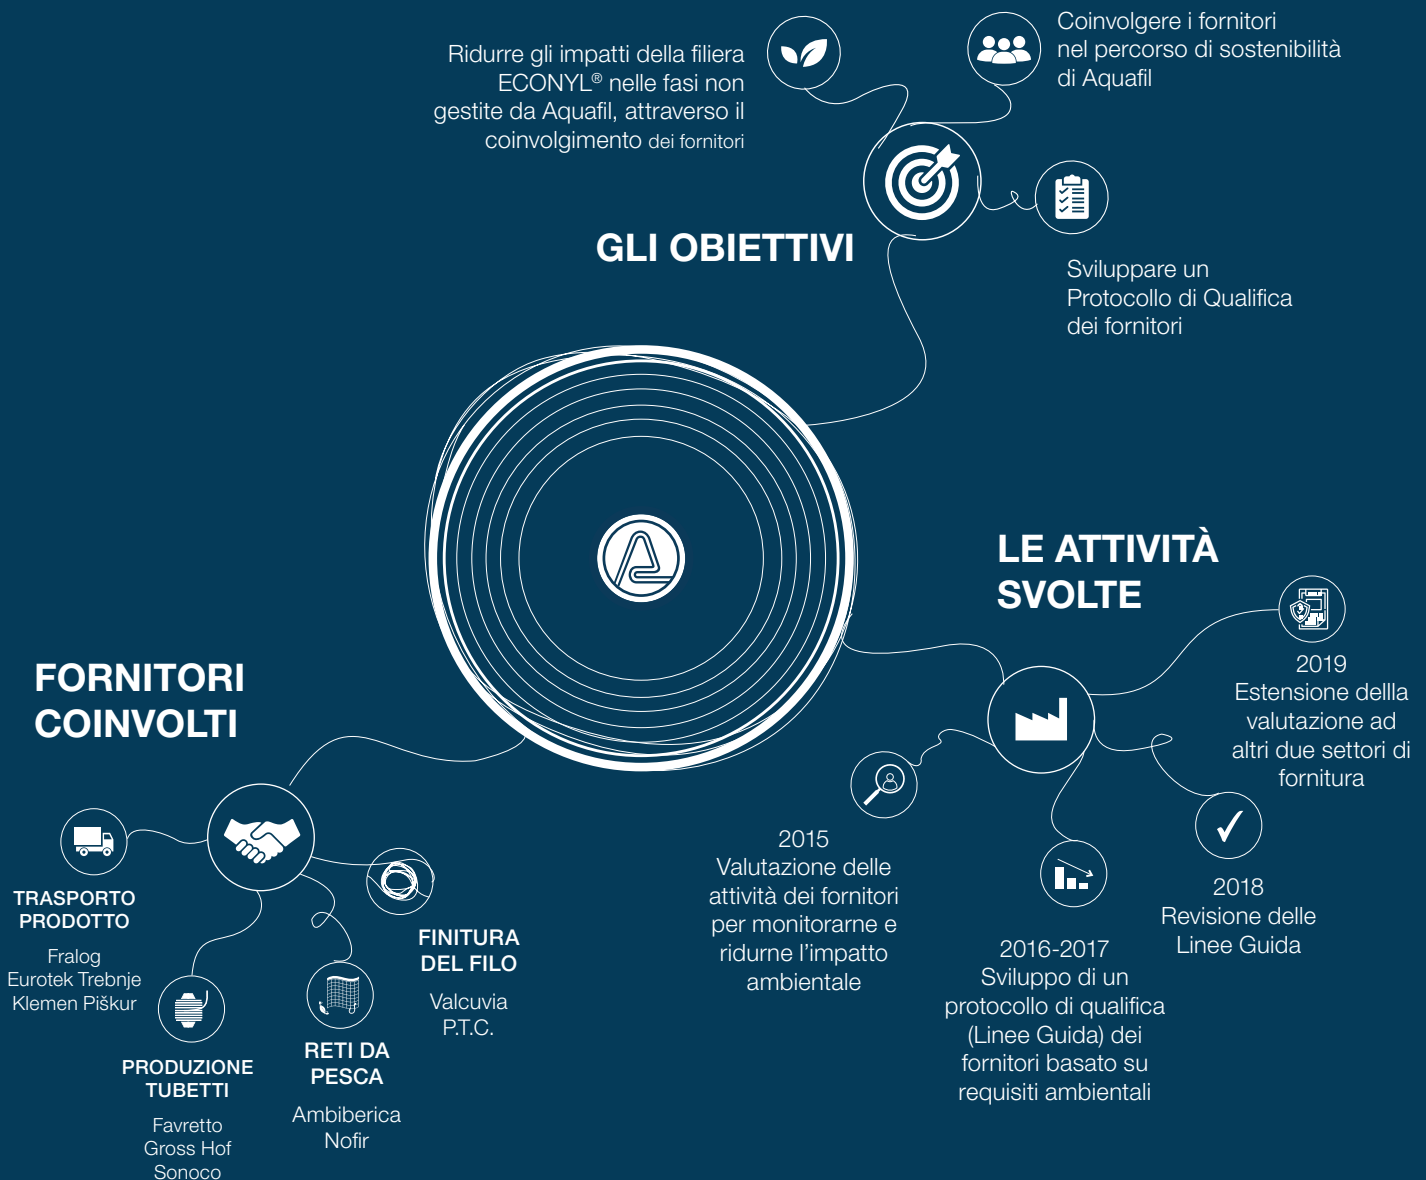 Ridurre gli impatti della filiera
ECONYL® nelle fasi non
gestite da Aquafil, attraverso il
coinvolgimento dei fornitori
Coinvolgere i fornitori
nel percorso di sostenibilità
di Aquafil
GLI OBIETTIVI
Sviluppare un
Protocollo di Qualifica
dei fornitori
LE ATTIVITÀ
SVOLTE
2019
Estensione dellla
valutazione ad
altri due settori di
fornitura
2015
Valutazione delle
attività dei fornitori
per monitorarne e
ridurne l'impatto
ambientale
2016-2017
Sviluppo di un
protocollo di qualifica
(Linee Guida) dei
fornitori basato su
requisiti ambientali
2018
Revisione delle
Linee Guida
FORNITORI
COINVOLTI
TRASPORTO
PRODOTTO
Fralog
Eurotek Trebnje
Klemen Piškur
PRODUZIONE
TUBETTI
Favretto
Gross Hof
Sonoco
RETI DA
PESCA
Ambiberica
Nofir
FINITURA
DEL FILO
Valcuvia
P.T.C.